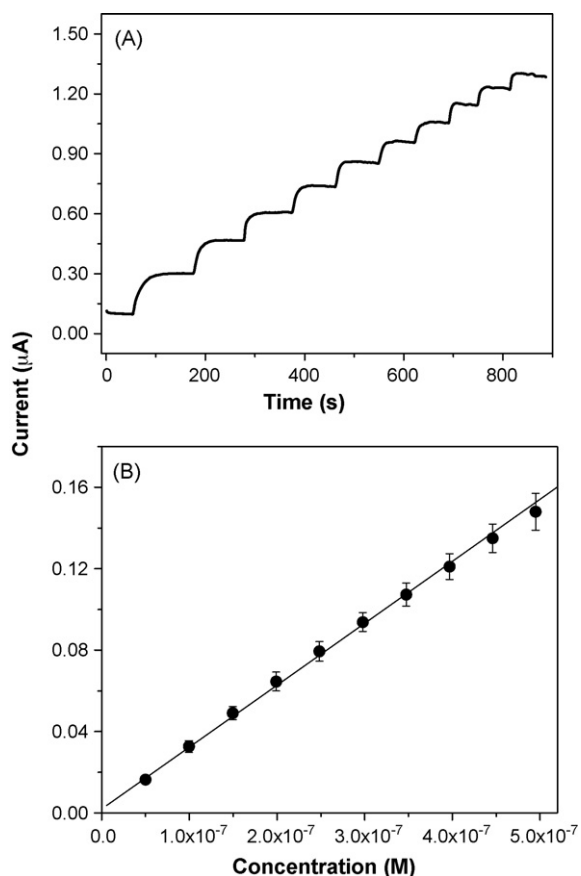 (A)
1.50
1.20
0.90
0.60
0.30
0.00
0 200 400 600 800
Time (s)
Current (μA)
(B)
0.16
0.12
0.08
0.04
0.00
0.0 1.0x10⁻⁷ 2.0x10⁻⁷ 3.0x10⁻⁷ 4.0x10⁻⁷ 5.0x10⁻⁷
Concentration (M)